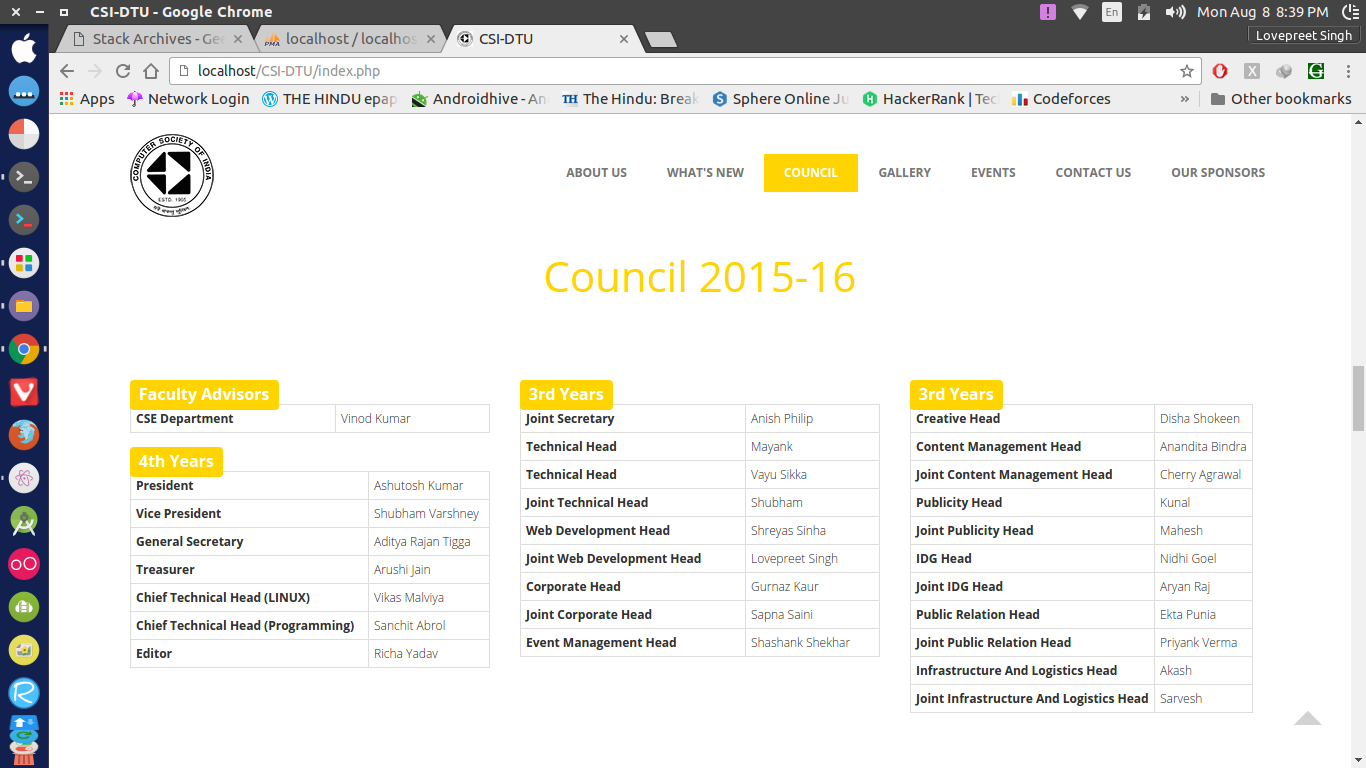 CSI-DTU - Google Chrome
En
Mon Aug 8 8:39 PM
Stack Archives - Gee
PMA
localhost / localhos
CSI-DTU
Lovepreet Singh
localhost/CSI-DTU/index.php
Apps
Network Login
THE HINDU epap
Androidhive - An
TH
The Hindu: Break
Sphere Online Ju
HackerRank | Tec
Codeforces
»
Other bookmarks
COMPUTER SOCIETY OF INDIA
ESTD. 1965
ABOUT US
WHAT'S NEW
COUNCIL
GALLERY
EVENTS
CONTACT US
OUR SPONSORS
Council 2015-16
Faculty Advisors
CSE Department Vinod Kumar
4th Years
President Ashutosh Kumar
Vice President Shubham Varshney
General Secretary Aditya Rajan Tigga
Treasurer Arushi Jain
Chief Technical Head (LINUX) Vikas Malviya
Chief Technical Head (Programming) Sanchit Abrol
Editor Richa Yadav
3rd Years
Joint Secretary Anish Philip
Technical Head Mayank
Technical Head Vayu Sikka
Joint Technical Head Shubham
Web Development Head Shreyas Sinha
Joint Web Development Head Lovepreet Singh
Corporate Head Gurnaz Kaur
Joint Corporate Head Sapna Saini
Event Management Head Shashank Shekhar
3rd Years
Creative Head Disha Shokeen
Content Management Head Anandita Bindra
Joint Content Management Head Cherry Agrawal
Publicity Head Kunal
Joint Publicity Head Mahesh
IDG Head Nidhi Goel
Joint IDG Head Aryan Raj
Public Relation Head Ekta Punia
Joint Public Relation Head Priyank Verma
Infrastructure And Logistics Head Akash
Joint Infrastructure And Logistics Head Sarvesh